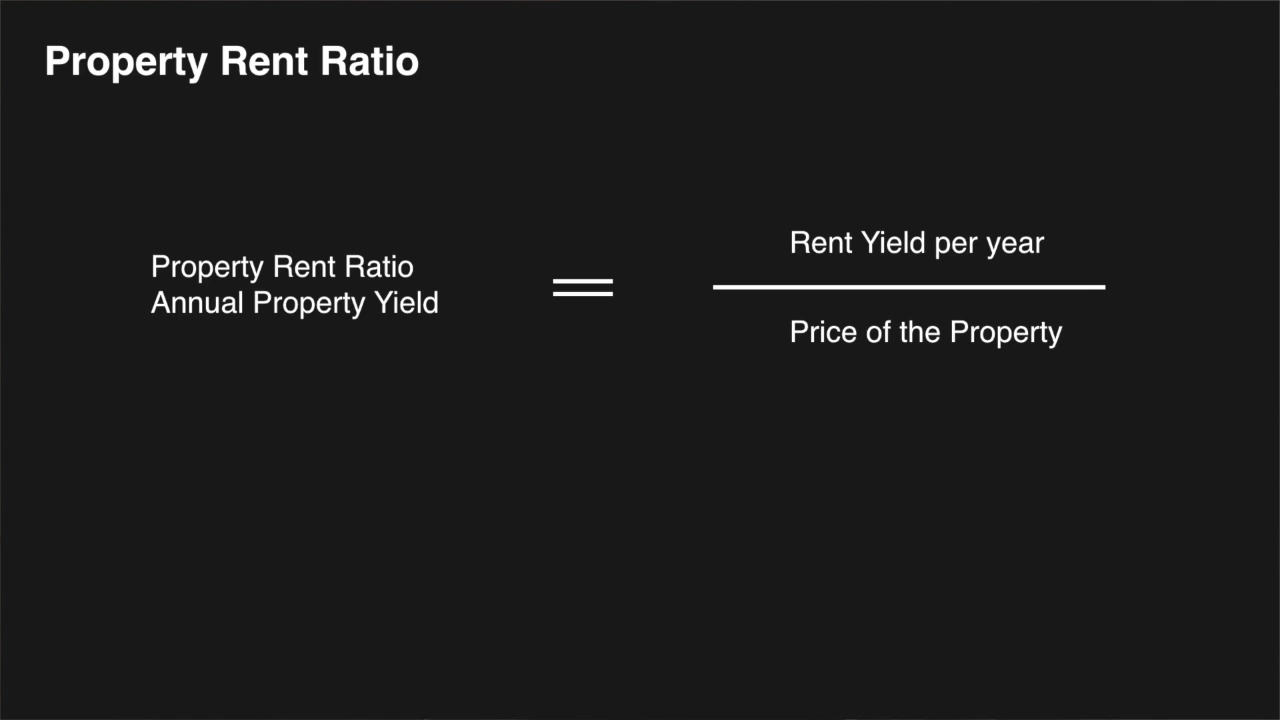 Property Rent Ratio
Property Rent Ratio
Annual Property Yield
Rent Yield per year
Price of the Property